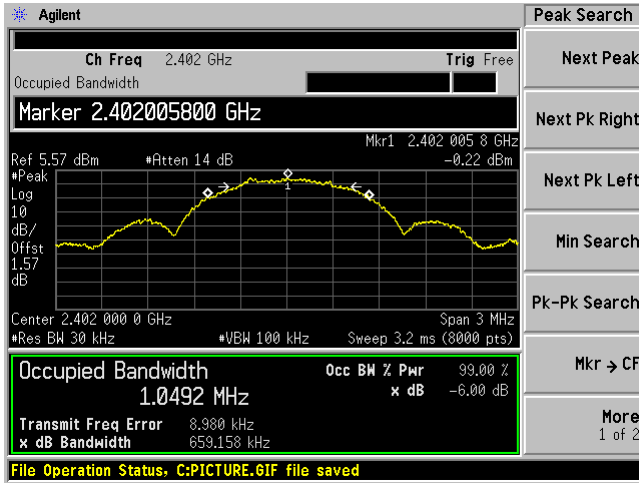 Agilent
Peak Search
Ch Freq 2.402 GHz Trig Free
Occupied Bandwidth
Marker 2.402005800 GHz
Mkr1 2.402 005 8 GHz
Ref 5.57 dBm #Atten 14 dB -0.22 dBm
#Peak
Log
10
dB/
Offst
1.57
dB
1
Center 2.402 000 0 GHz Span 3 MHz
#Res BW 30 kHz #VBW 100 kHz Sweep 3.2 ms (8000 pts)
Occupied Bandwidth
1.0492 MHz
Occ BW % Pwr 99.00 %
x dB -6.00 dB
Transmit Freq Error 8.980 kHz
x dB Bandwidth 659.158 kHz
File Operation Status, C:PICTURE.GIF file saved
Next Peak
Next Pk Right
Next Pk Left
Min Search
Pk-Pk Search
Mkr → CF
More
1 of 2